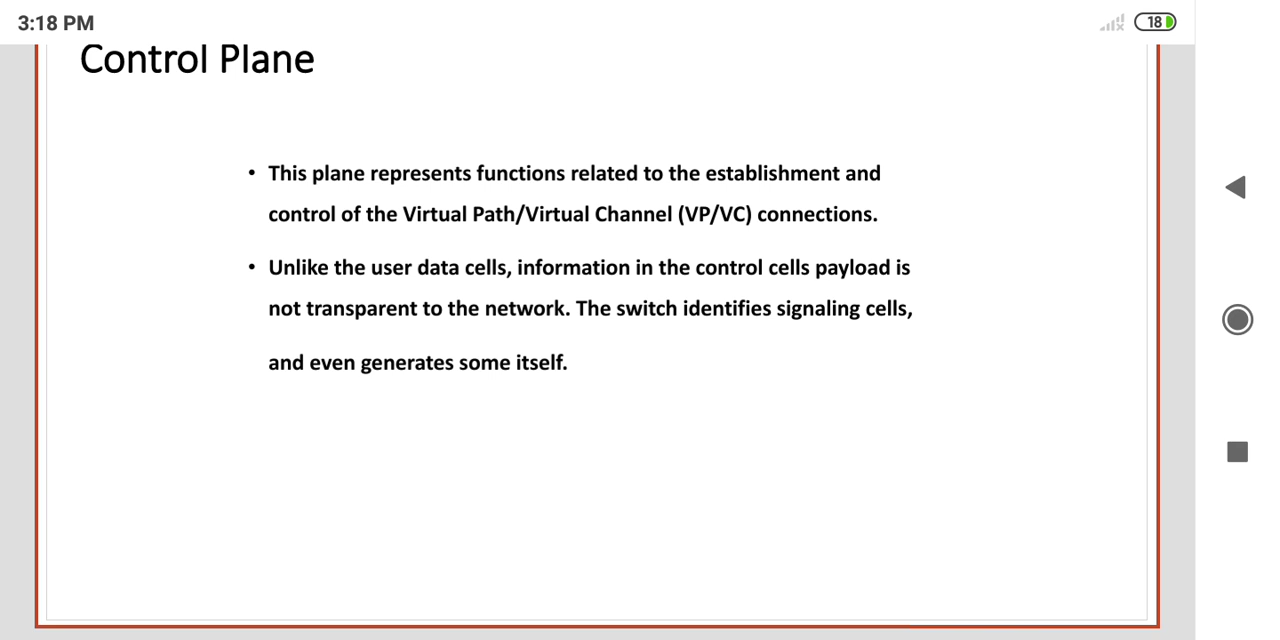 3:18 PM
18
Control Plane
• This plane represents functions related to the establishment and
control of the Virtual Path/Virtual Channel (VP/VC) connections.
• Unlike the user data cells, information in the control cells payload is
not transparent to the network. The switch identifies signaling cells,
and even generates some itself.